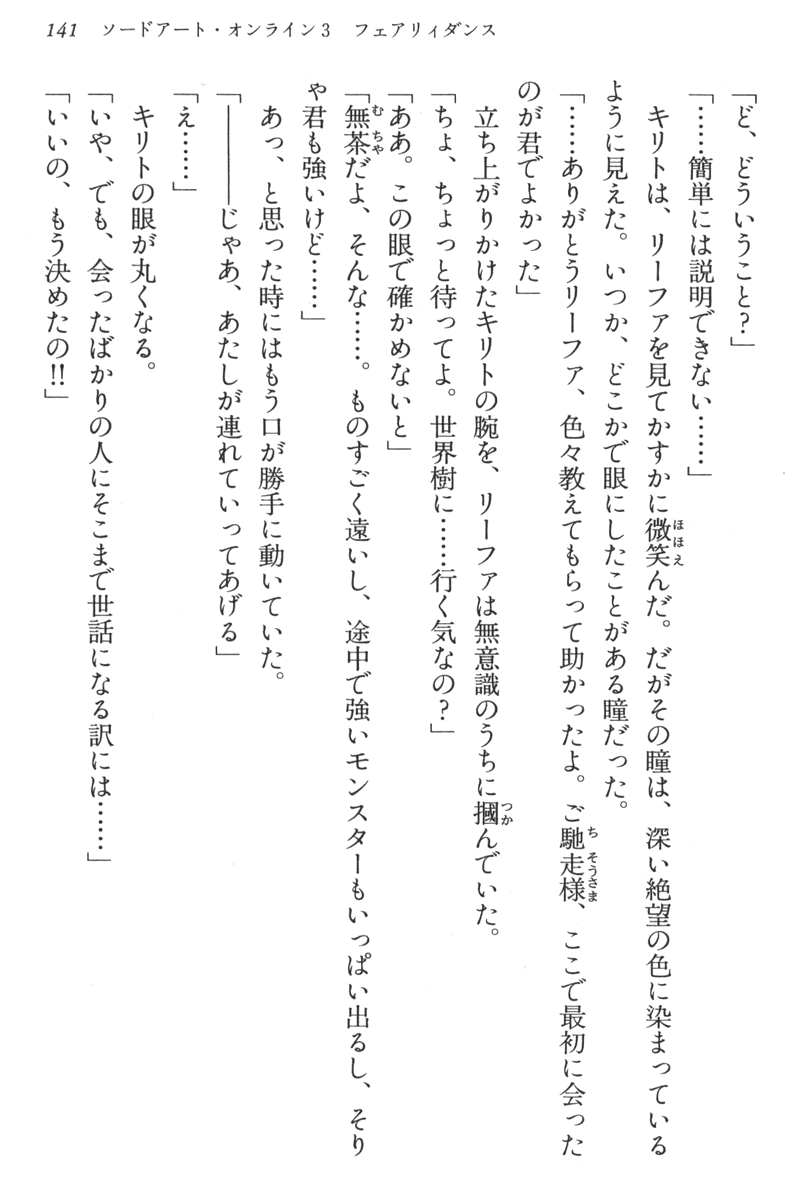 141 ソードアート・オンライン3 フェアリィダンス
「ど、どういうこと?」
「……簡単には説明できない……」
　キリトは、リーファを見てかすかに微笑んだ。だがその瞳は、深い絶望の色に染まっている
ように見えた。いつか、どこかで眼にしたことがある瞳だった。
「……ありがとうリーファ、色々教えてもらって助かったよ。ご馳走様、ここで最初に会った
のが君でよかった」
　立ち上がりかけたキリトの腕を、リーファは無意識のうちに摑んでいた。
「ちょ、ちょっと待ってよ。世界樹に……行く気なの?」
「ああ。この眼で確かめないと」
「無茶だよ、そんな……。ものすごく遠いし、途中で強いモンスターもいっぱい出るし、そり
ゃ君も強いけど……」
　あっ、と思った時にはもう口が勝手に動いていた。
「――じゃあ、あたしが連れていってあげる」
「え……」
　キリトの眼が丸くなる。
「いや、でも、会ったばかりの人にそこまで世話になる訳には……」
「いいの、もう決めたの!!」